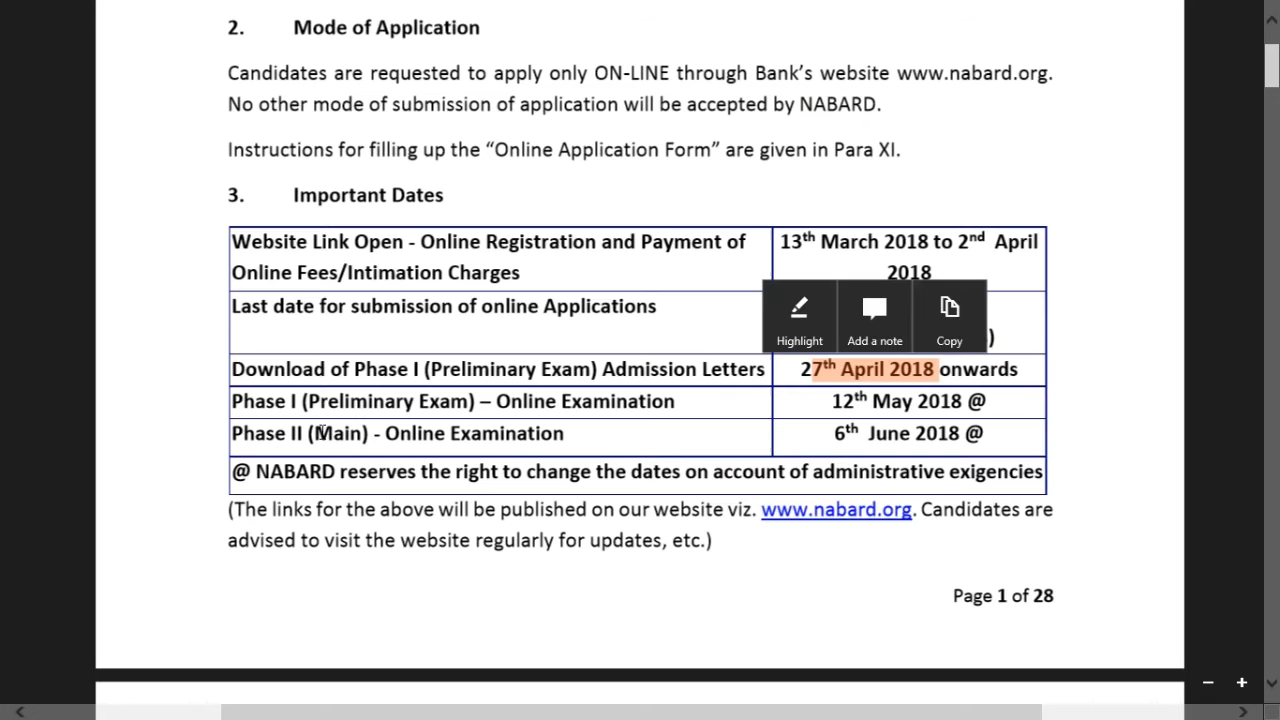 2. Mode of Application
Candidates are requested to apply only ON-LINE through Bank’s website www.nabard.org.
No other mode of submission of application will be accepted by NABARD.
Instructions for filling up the “Online Application Form” are given in Para XI.
3. Important Dates
Website Link Open - Online Registration and Payment of 13th March 2018 to 2nd April
Online Fees/Intimation Charges 2018
Last date for submission of online Applications
Highlight Add a note Copy )
Download of Phase I (Preliminary Exam) Admission Letters 27th April 2018 onwards
Phase I (Preliminary Exam) – Online Examination 12th May 2018 @
Phase II (Main) - Online Examination 6th June 2018 @
@ NABARD reserves the right to change the dates on account of administrative exigencies
(The links for the above will be published on our website viz. www.nabard.org. Candidates are
advised to visit the website regularly for updates, etc.)
Page 1 of 28